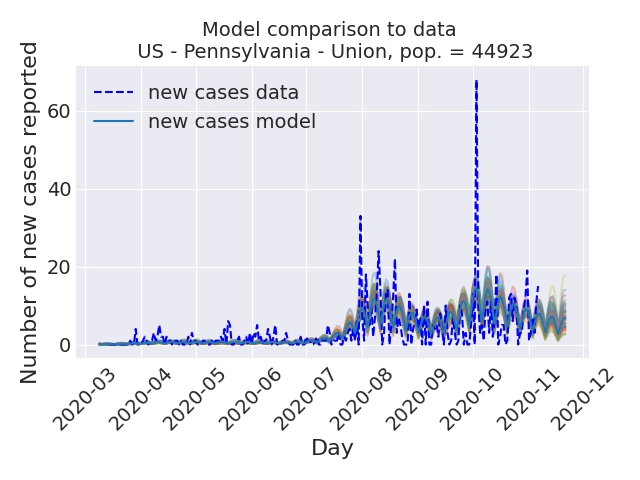 Model comparison to data
US - Pennsylvania - Union, pop. = 44923
Number of new cases reported
60
40
20
0
new cases data
new cases model
2020-03
2020-04
2020-05
2020-06
2020-07
2020-08
2020-09
2020-10
2020-11
2020-12
Day